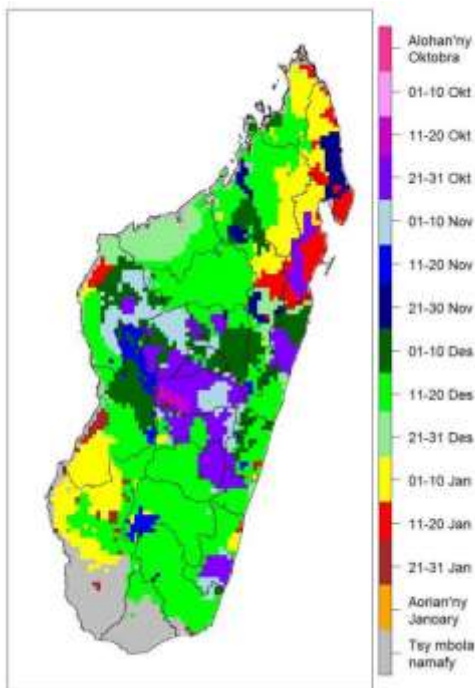 Alohan'ny
Oktobra
01-10 Okt
11-20 Okt
21-31 Okt
01-10 Nov
11-20 Nov
21-30 Nov
01-10 Des
11-20 Des
21-31 Des
01-10 Jan
11-20 Jan
21-31 Jan
Aorian'ny
Janoary
Tsy mbola
namafy